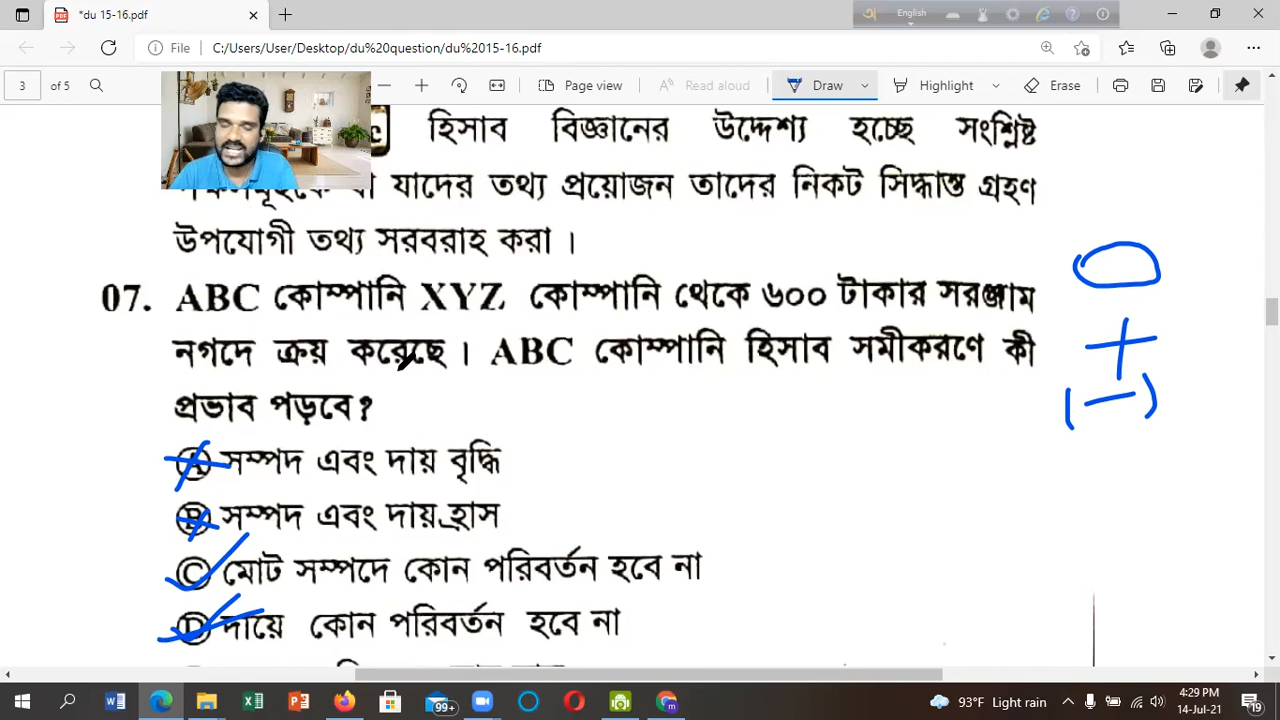 *du 15-16.pdf
English
File C:/Users/User/Desktop/du%20question/du%2015-16.pdf
3 of 5 Page view Read aloud Draw Highlight Erase
হিসাব বিজ্ঞানের উদ্দেশ্য হচ্ছে সংশ্লিষ্ট
বা যাদের তথ্য প্রয়োজন তাদের নিকট সিদ্ধান্ত গ্রহণ
উপযোগী তথ্য সরবরাহ করা ।
07. ABC কোম্পানি XYZ কোম্পানি থেকে ৬০০ টাকার সরঞ্জাম
নগদে ক্রয় করেছে । ABC কোম্পানি হিসাব সমীকরণে কী
প্রভাব পড়বে?
A সম্পদ এবং দায় বৃদ্ধি
B সম্পদ এবং দায় হ্রাস
C মোট সম্পদে কোন পরিবর্তন হবে না
D দায়ে কোন পরিবর্তন হবে না
+
(—)
99+
93°F Light rain
4:29 PM
14-Jul-21
19